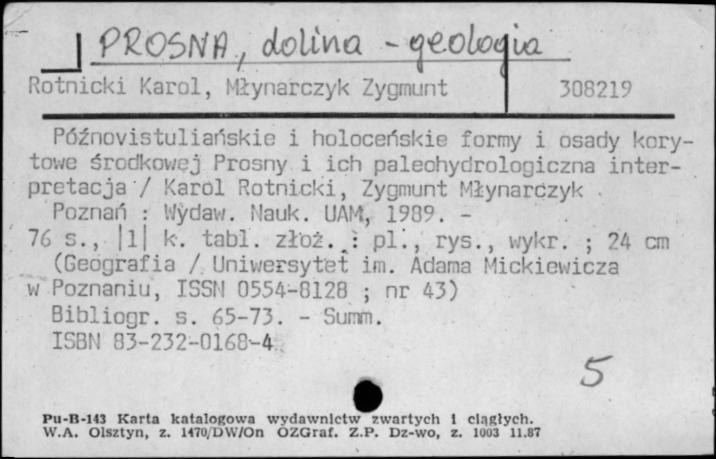 PROSNA, dolina - geologia
Rotnicki Karol, Młynarczyk Zygmunt 308219
Późnovistuliańskie i holoceńskie formy i osady kory-
towe środkowej Prosny i ich paleohydrologiczna inter-
pretacja / Karol Rotnicki, Zygmunt Młynarczyk
Poznań : Wydaw. Nauk. UAM, 1989. -
76 s., |1| k. tabl. złoż. : pl., rys., wykr. ; 24 cm
(Geografia / Uniwersytet im. Adama Mickiewicza
w Poznaniu, ISSN 0554-8128 ; nr 43)
Bibliogr. s. 65-73. - Summ.
ISBN 83-232-0168-4
5
Pu-B-143 Karta katalogowa wydawnictw zwartych i ciągłych.
W.A. Olsztyn, z. 1470/DW/On OZGraf. Z.P. Dz-wo, z. 1003 11.87